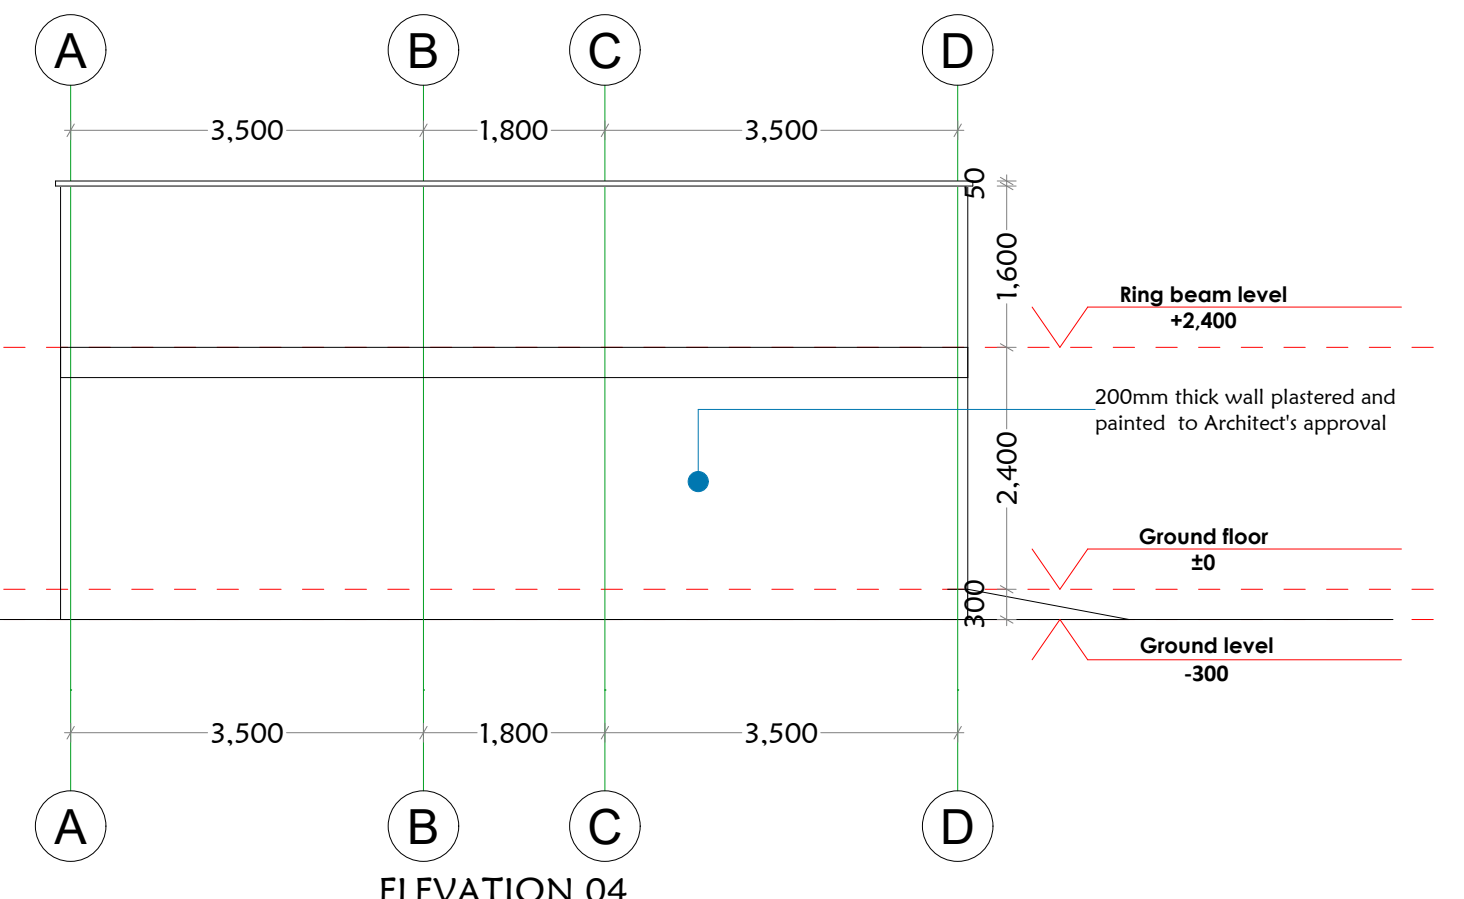 A B C D
3,500 1,800 3,500
50
1,600
Ring beam level
+2,400
200mm thick wall plastered and
painted to Architect's approval
2,400
Ground floor
±0
300
Ground level
-300
3,500 1,800 3,500
A B C D
ELEVATION 04